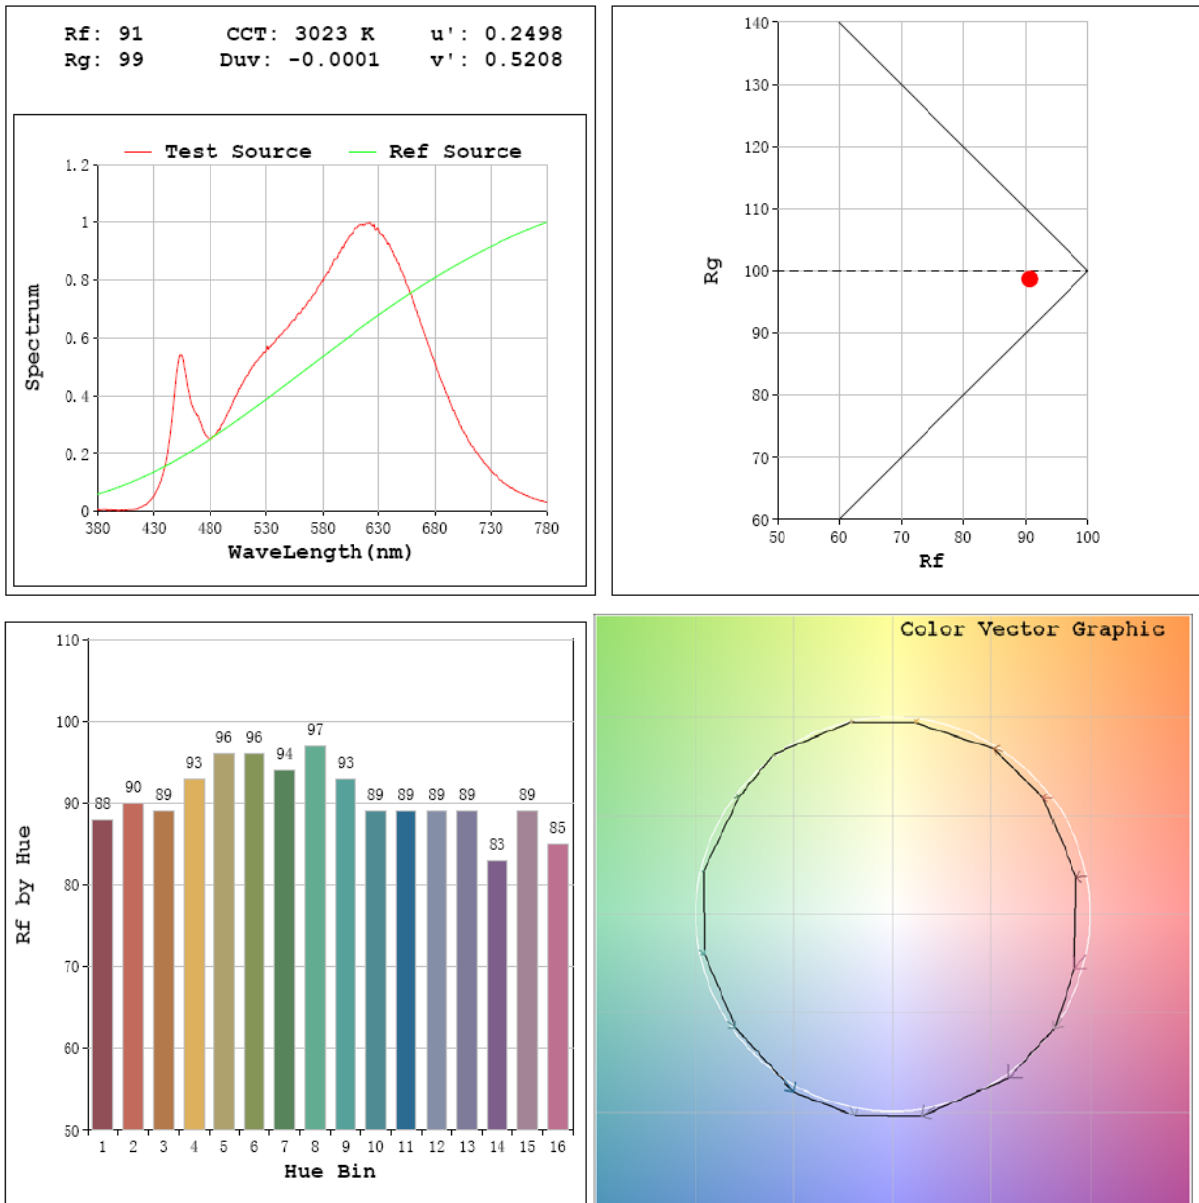 Rf: 91 CCT: 3023 K u': 0.2498
Rg: 99 Duv: -0.0001 v': 0.5208
Test Source Ref Source
1.2
1
0.8
0.6
0.4
0.2
0
Spectrum
380 430 480 530 580 630 680 730 780
WaveLength(nm)
140
130
120
110
100
90
80
70
60
Rg
50 60 70 80 90 100
Rf
110
100
90
80
70
60
50
Rf by Hue
88 90 89 93 96 96 94 97 93 89 89 89 89 83 89 85
1 2 3 4 5 6 7 8 9 10 11 12 13 14 15 16
Hue Bin
Color Vector Graphic